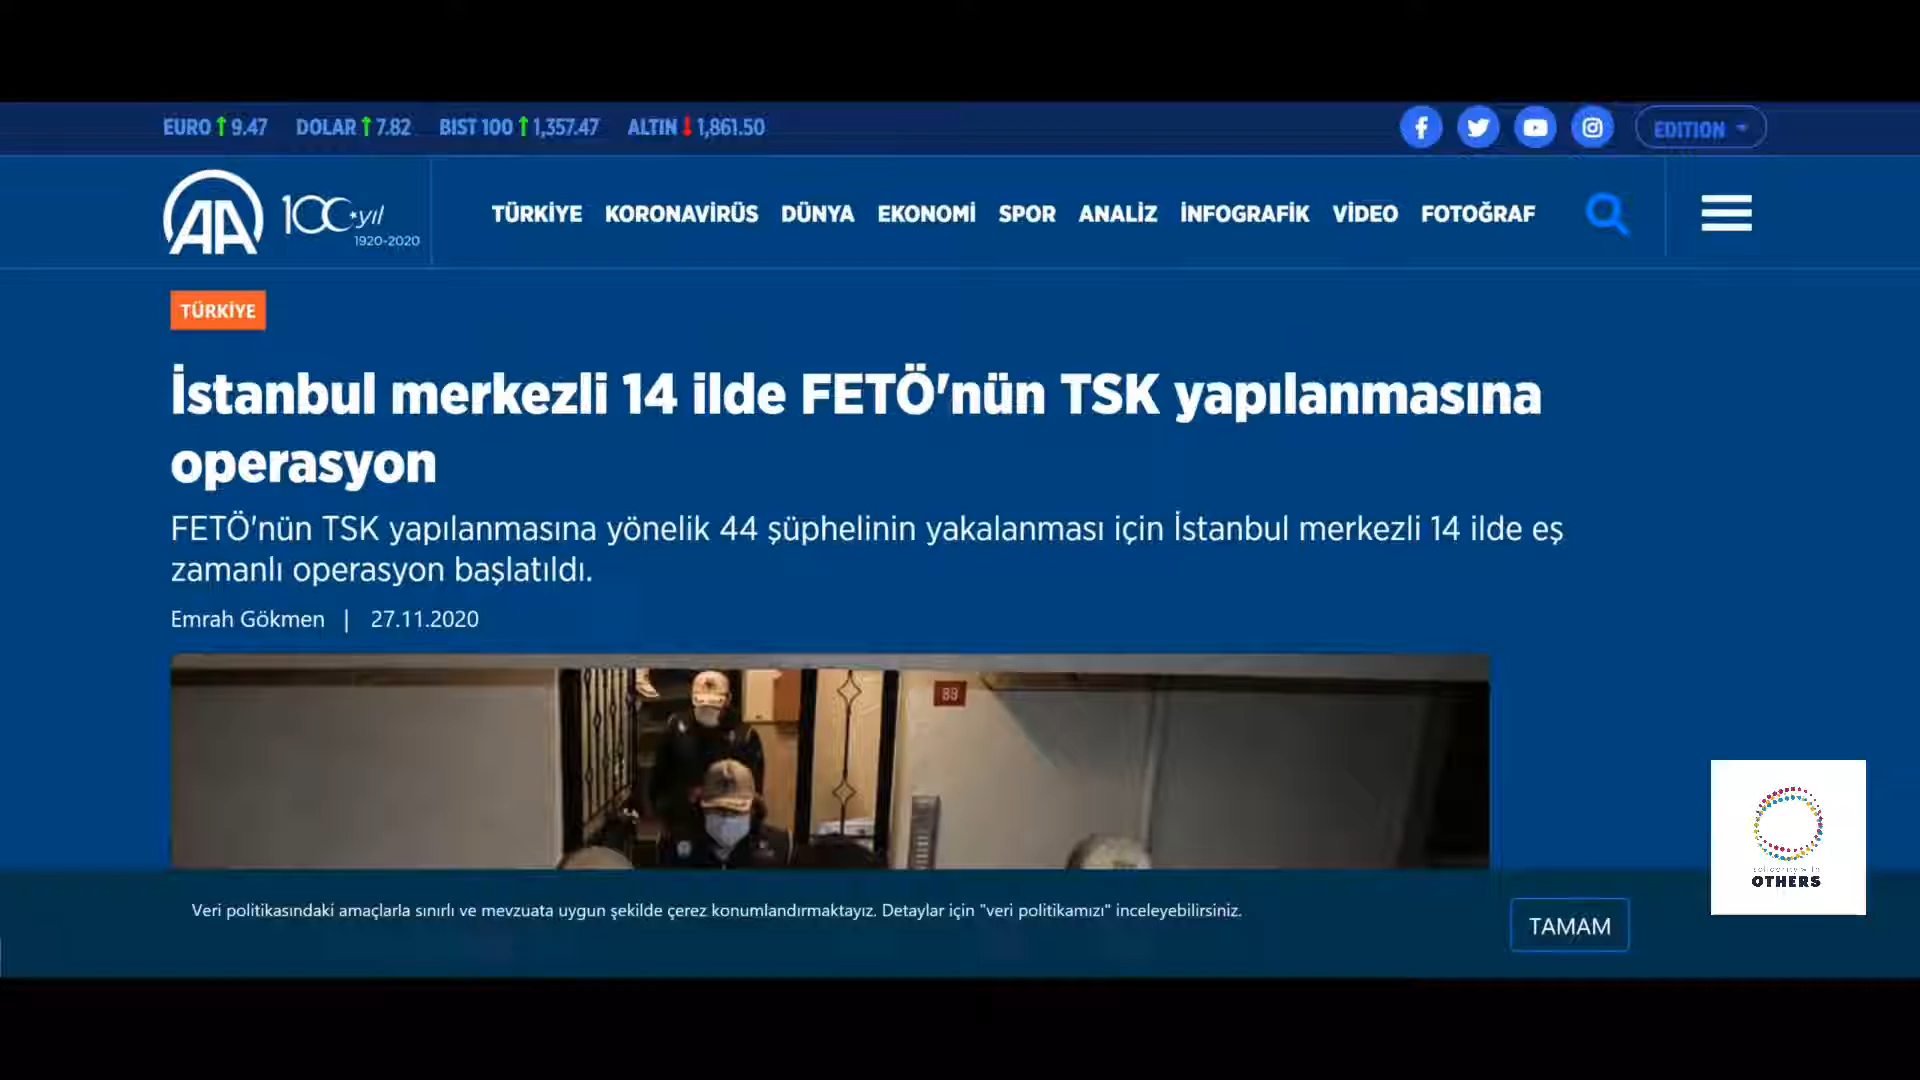 EURO 9.47 DOLAR 7.82 BIST 100 1,357.47 ALTIN 1,861.50
EDITION
AA 100.yıl
1920-2020
TÜRKİYE KORONAVİRÜS DÜNYA EKONOMİ SPOR ANALİZ İNFOGRAFİK VİDEO FOTOĞRAF
TÜRKİYE
İstanbul merkezli 14 ilde FETÖ'nün TSK yapılanmasına
operasyon
FETÖ'nün TSK yapılanmasına yönelik 44 şüphelinin yakalanması için İstanbul merkezli 14 ilde eş
zamanlı operasyon başlatıldı.
Emrah Gökmen | 27.11.2020
solidarity with
OTHERS
Veri politikasındaki amaçlarla sınırlı ve mevzuata uygun şekilde çerez konumlandırmaktayız. Detaylar için "veri politikamızı" inceleyebilirsiniz.
TAMAM